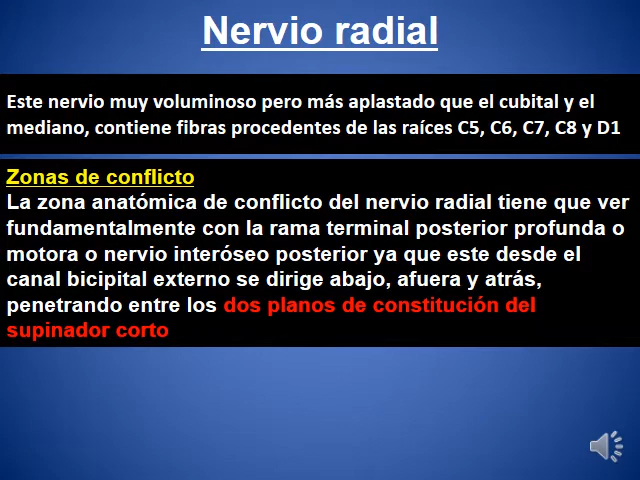 Nervio radial
Este nervio muy voluminoso pero más aplastado que el cubital y el
mediano, contiene fibras procedentes de las raíces C5, C6, C7, C8 y D1
Zonas de conflicto
La zona anatómica de conflicto del nervio radial tiene que ver
fundamentalmente con la rama terminal posterior profunda o
motora o nervio interóseo posterior ya que este desde el
canal bicipital externo se dirige abajo, afuera y atrás,
penetrando entre los dos planos de constitución del
supinador corto